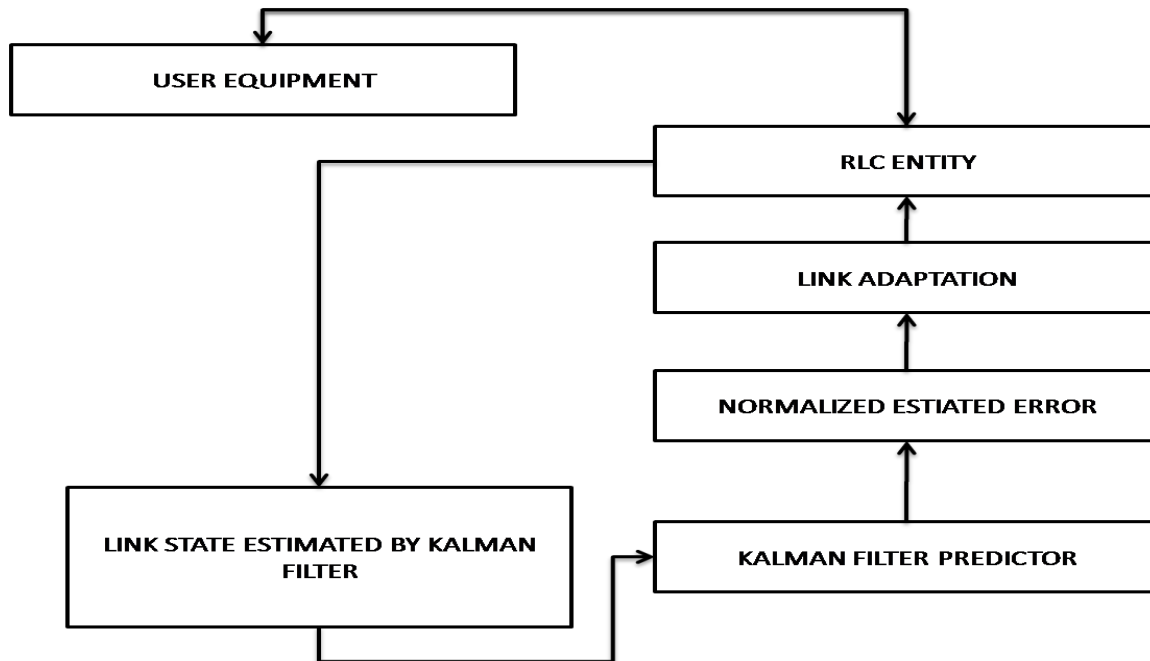 USER EQUIPMENT
RLC ENTITY
LINK ADAPTATION
NORMALIZED ESTIATED ERROR
LINK STATE ESTIMATED BY KALMAN
FILTER
KALMAN FILTER PREDICTOR